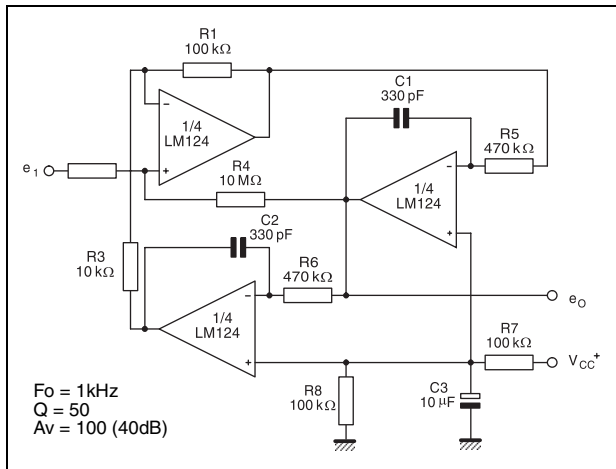 R1
100 kΩ
C1
330 pF
-
1/4
LM124
+
R5
470 kΩ
-
e1
R4
10 MΩ
1/4
LM124
+
C2
330 pF
R3
10 kΩ
R6
470 kΩ
-
1/4
LM124
+
eO
R7
100 kΩ
VCC+
R8
100 kΩ
C3
10 µF
Fo = 1kHz
Q = 50
Av = 100 (40dB)